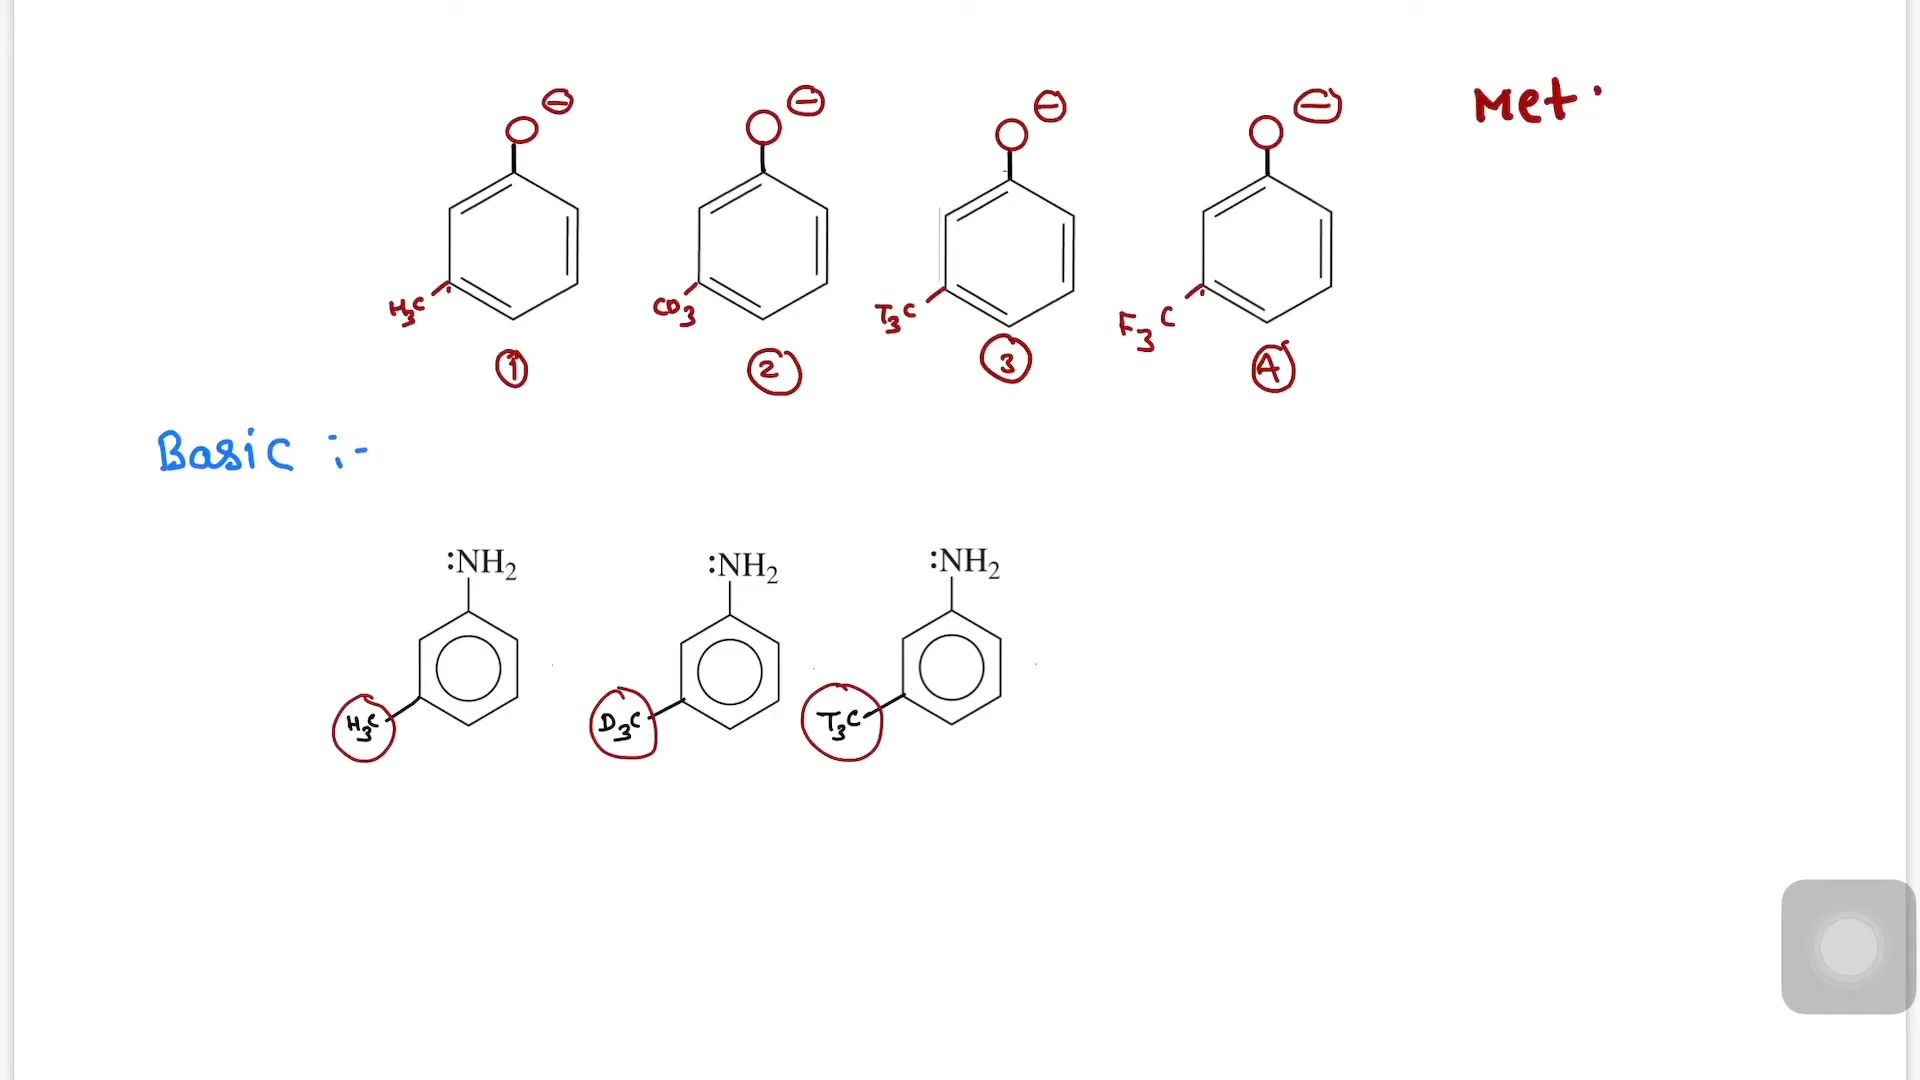 Met.
O⊖ O⊖ O⊖ O⊖
H₃C CD₃ T₃C F₃C
① ② ③ ④
Basic :-
:NH₂ :NH₂ :NH₂
H₃C D₃C T₃C